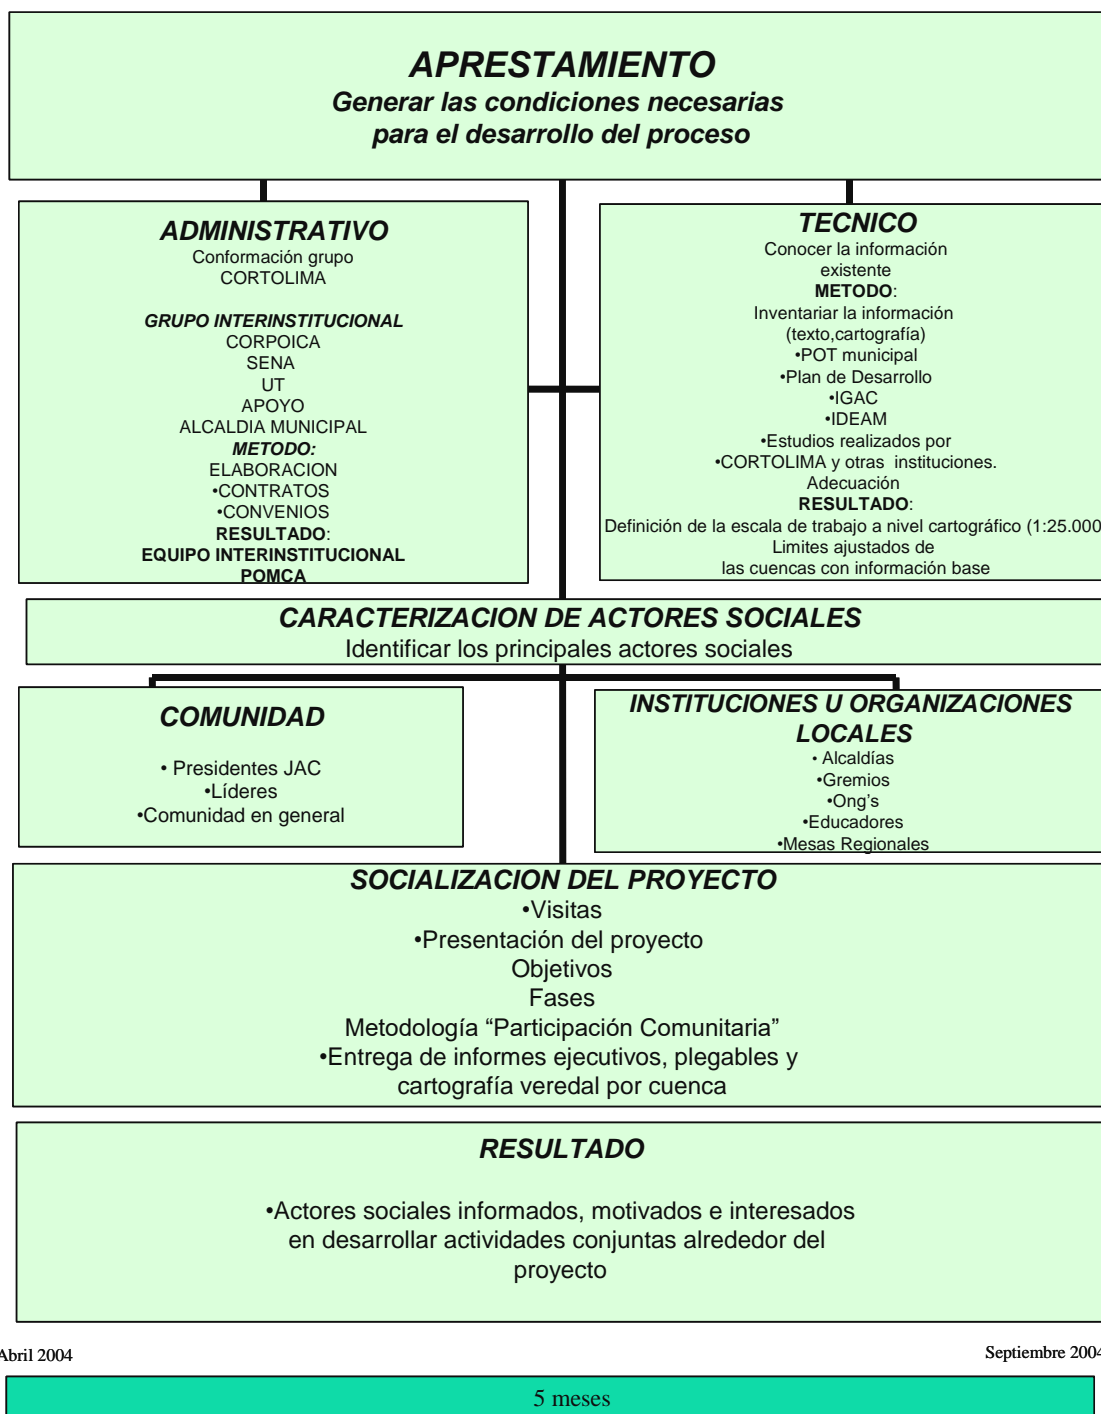 APRESTAMIENTO
Generar las condiciones necesarias
para el desarrollo del proceso
ADMINISTRATIVO
Conformación grupo
CORTOLIMA
GRUPO INTERINSTITUCIONAL
CORPOICA
SENA
UT
APOYO
ALCALDIA MUNICIPAL
METODO:
ELABORACION
•CONTRATOS
•CONVENIOS
RESULTADO:
EQUIPO INTERINSTITUCIONAL
POMCA
TECNICO
Conocer la información
existente
METODO:
Inventariar la información
(texto,cartografía)
•POT municipal
•Plan de Desarrollo
•IGAC
•IDEAM
•Estudios realizados por
•CORTOLIMA y otras instituciones.
Adecuación
RESULTADO:
Definición de la escala de trabajo a nivel cartográfico (1:25.000
Limites ajustados de
las cuencas con información base
CARACTERIZACION DE ACTORES SOCIALES
Identificar los principales actores sociales
COMUNIDAD
• Presidentes JAC
•Líderes
•Comunidad en general
INSTITUCIONES U ORGANIZACIONES
LOCALES
• Alcaldías
•Gremios
•Ong's
•Educadores
•Mesas Regionales
SOCIALIZACION DEL PROYECTO
•Visitas
•Presentación del proyecto
Objetivos
Fases
Metodología “Participación Comunitaria”
•Entrega de informes ejecutivos, plegables y
cartografía veredal por cuenca
RESULTADO
•Actores sociales informados, motivados e interesados
en desarrollar actividades conjuntas alrededor del
proyecto
Abril 2004
Septiembre 2004
5 meses